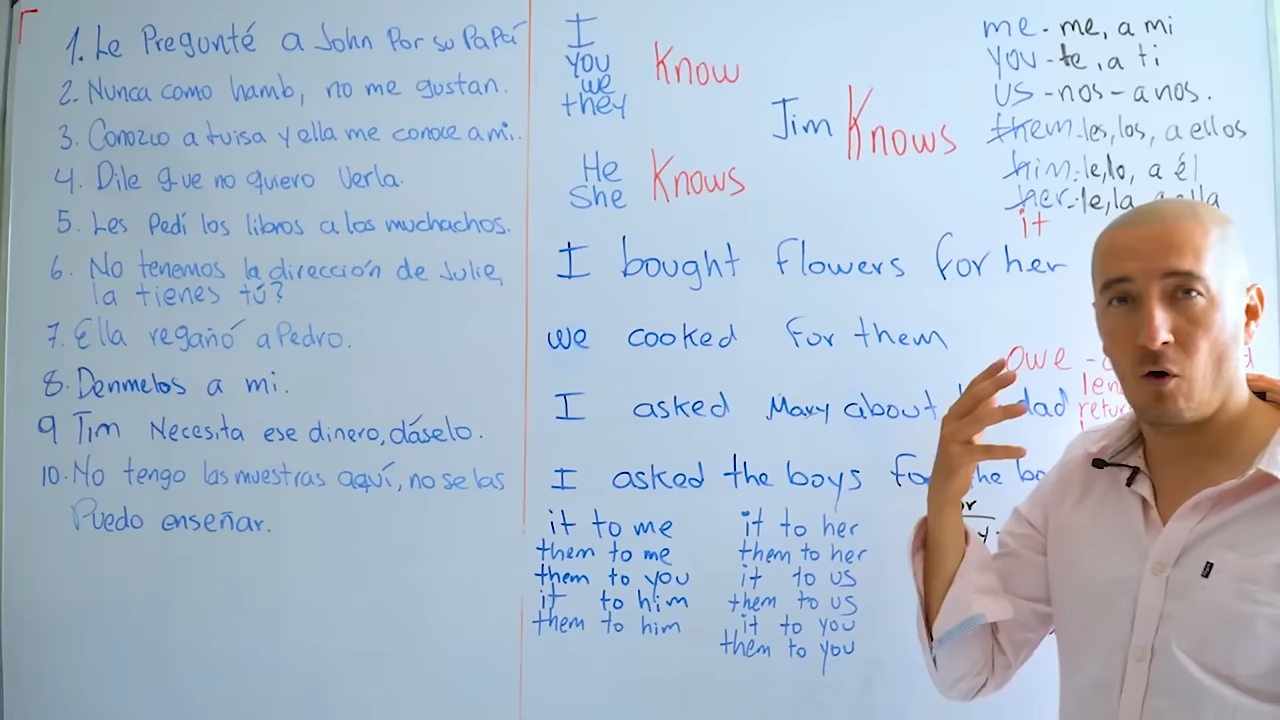 1. Le Pregunté a John Por su Papá
2. Nunca como hamb, no me gustan.
3. Conozco a Luisa y ella me conoce a mi.
4. Dile que no quiero verla.
5. Les Pedí los libros a los muchachos.
6. No tenemos la dirección de Julie,
la tienes tú?
7. Ella regañó a Pedro.
8. Denmelos a mi.
9 Tim Necesita ese dinero, dáselo.
10. No tengo las muestras aquí, no se las
Puedo enseñar.
I
you
we
they
Know
He
She
Knows
Jim Knows
me - me, a mi
you - te, a ti
us - nos - a nos.
them - les, los, a ellos
him - le, lo, a él
her - le, la, a ella
it
I bought flowers for her
we cooked for them
owe -
len
retur
I asked Mary about dad
I asked the boys for the bo
it to me
them to me
them to you
it to him
them to him
it to her
them to her
it to us
them to us
it to you
them to you